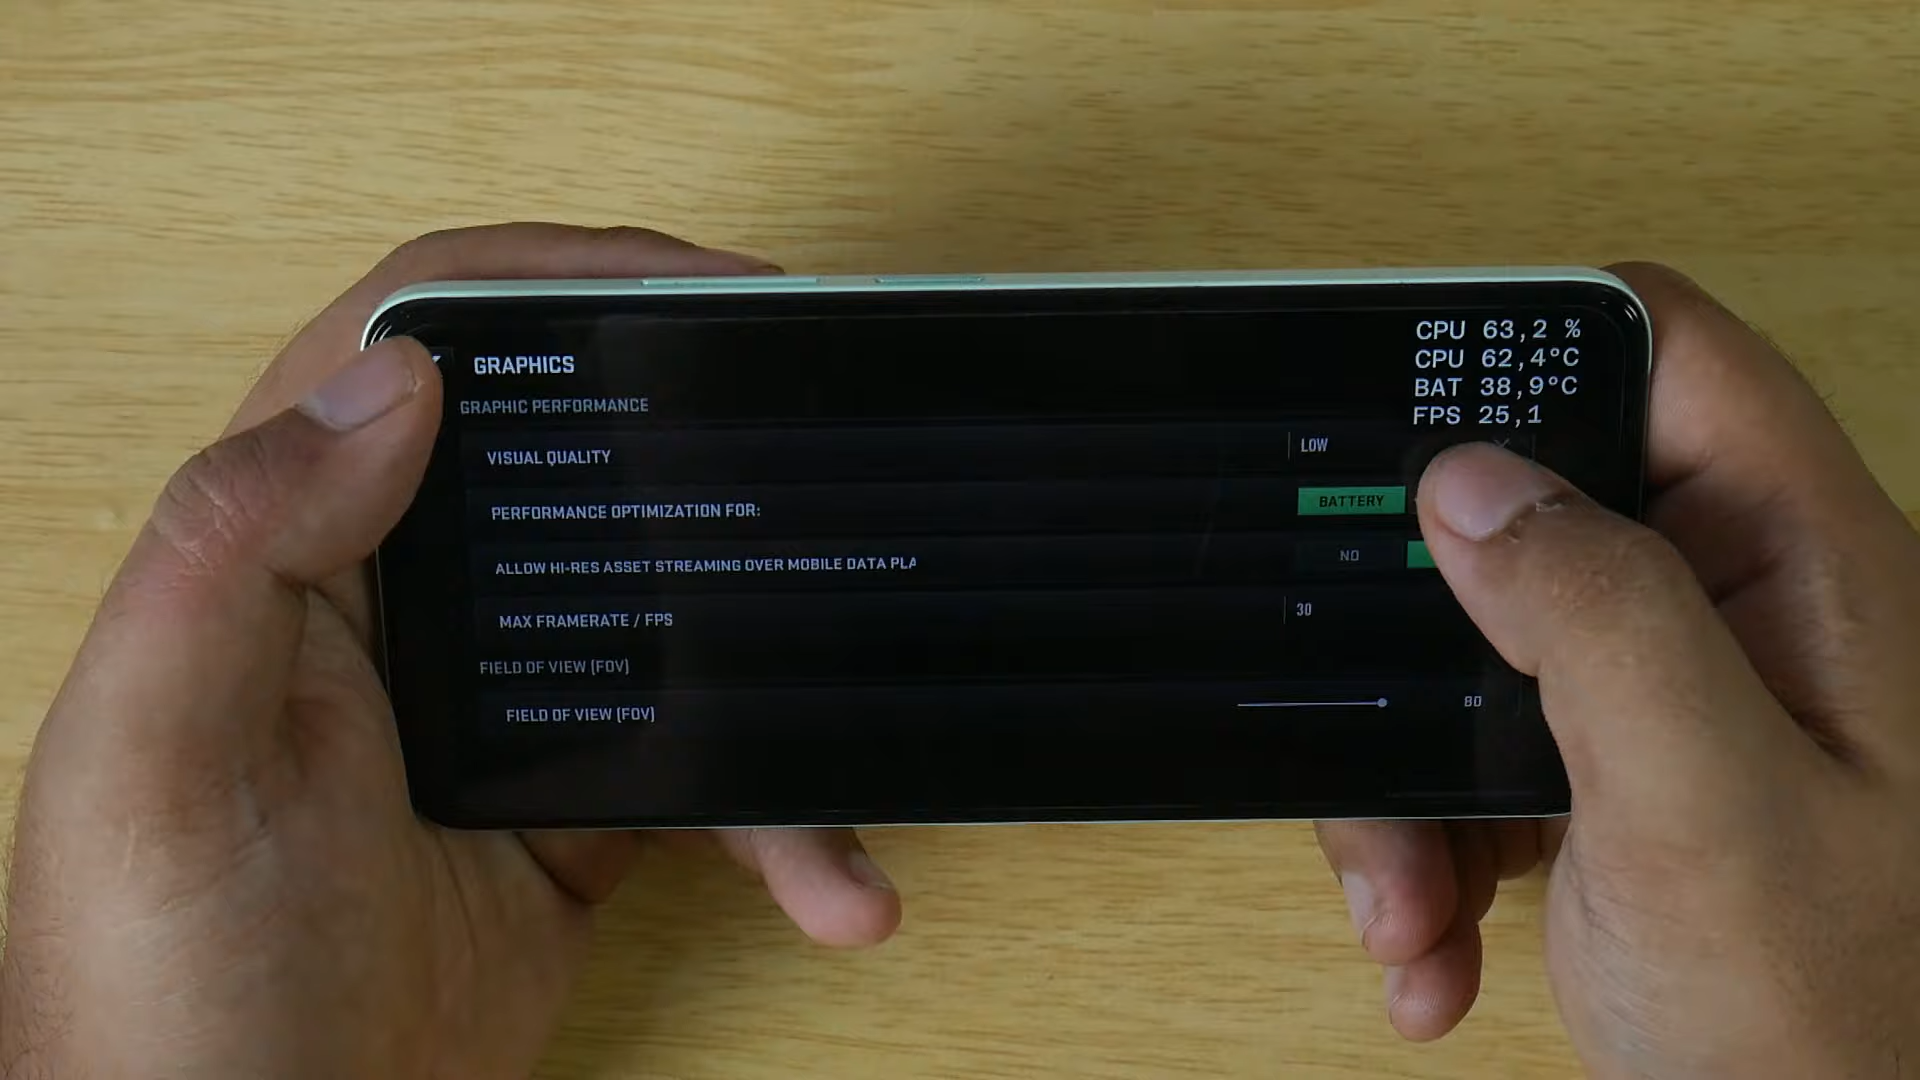 GRAPHICS
CPU 63,2 %
CPU 62,4°C
BAT 38,9°C
FPS 25,1
GRAPHIC PERFORMANCE
VISUAL QUALITY LOW
PERFORMANCE OPTIMIZATION FOR: BATTERY
ALLOW HI-RES ASSET STREAMING OVER MOBILE DATA PLA NO
MAX FRAMERATE / FPS 30
FIELD OF VIEW (FOV)
FIELD OF VIEW (FOV) 80